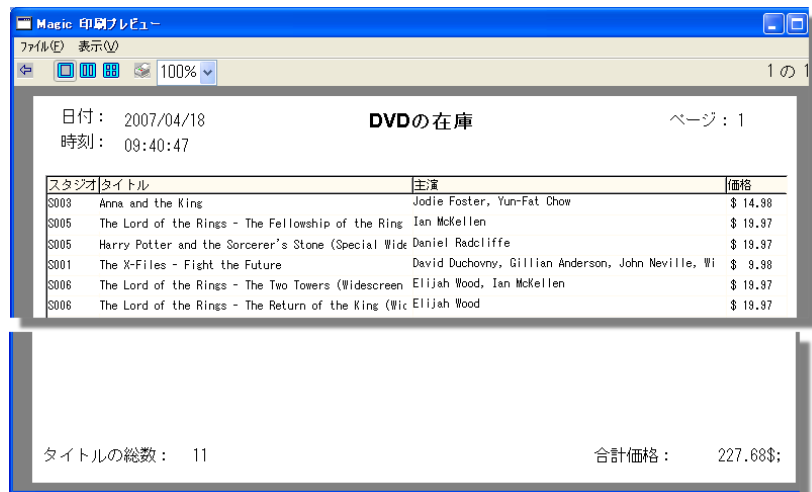 Magic 印刷プレビュー
ファイル(F) 表示(V)
100% 1 の 1
日付： 2007/04/18 DVDの在庫 ページ： 1
時刻： 09:40:47
スタジオ タイトル 主演 価格
S003 Anna and the King Jodie Foster, Yun-Fat Chow $ 14.98
S005 The Lord of the Rings - The Fellowship of the Ring Ian McKellen $ 19.97
S005 Harry Potter and the Sorcerer's Stone (Special Wide Daniel Radcliffe $ 19.97
S001 The X-Files - Fight the Future David Duchovny, Gillian Anderson, John Neville, Wi $ 9.98
S006 The Lord of the Rings - The Two Towers (Widescreen Elijah Wood, Ian McKellen $ 19.97
S006 The Lord of the Rings - The Return of the King (Wic Elijah Wood $ 19.97
タイトルの総数： 11 合計価格： 227.68$;